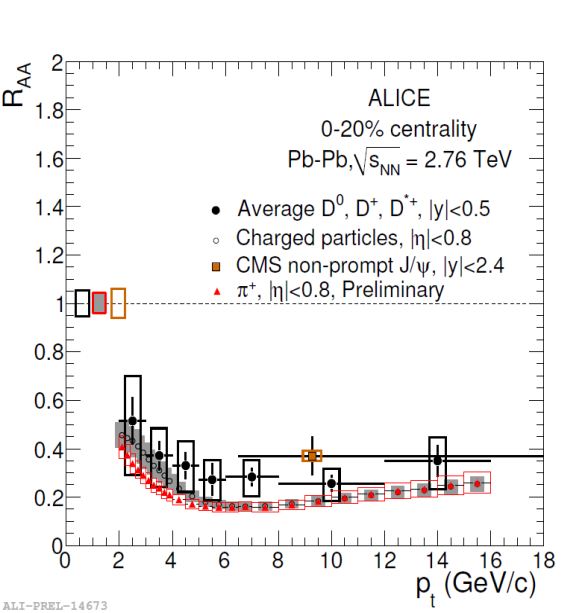 R_AA
2
1.8
1.6
1.4
1.2
1
0.8
0.6
0.4
0.2
0
ALICE
0-20% centrality
Pb-Pb, √s_NN = 2.76 TeV
Average D⁰, D⁺, D*⁺, |y|<0.5
Charged particles, |η|<0.8
CMS non-prompt J/ψ, |y|<2.4
π⁺, |η|<0.8, Preliminary
0 2 4 6 8 10 12 14 16 18
p_t (GeV/c)
ALI-PREL-14673